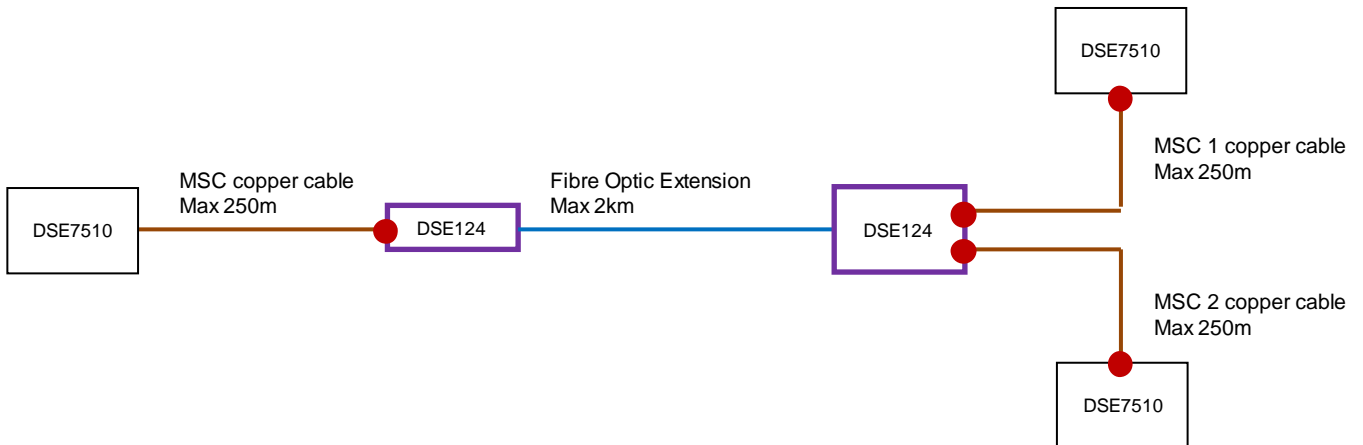 DSE7510
MSC 1 copper cable
Max 250m
MSC copper cable
Max 250m
Fibre Optic Extension
Max 2km
DSE7510
DSE124
DSE124
MSC 2 copper cable
Max 250m
DSE7510